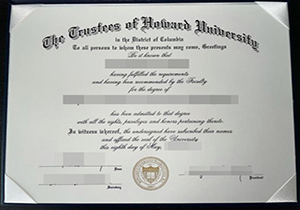 The Trustees of Howard University
in the District of Columbia
To all persons to whom these presents may come, Greetings
Be it known that
having fulfilled the requirements
and having been recommended by the Faculty
for the degree of
has been admitted to that degree
with all the rights, privileges and honors pertaining thereto.
In witness whereof, the undersigned have subscribed their names
and affixed the seal of the University
this eighth day of May,
Dean
President
Secretary